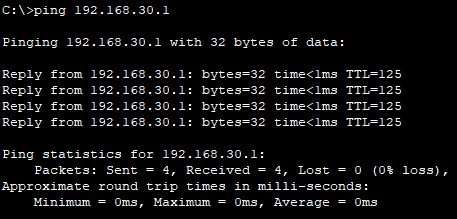 C:\>ping 192.168.30.1
Pinging 192.168.30.1 with 32 bytes of data:
Reply from 192.168.30.1: bytes=32 time<1ms TTL=125
Reply from 192.168.30.1: bytes=32 time<1ms TTL=125
Reply from 192.168.30.1: bytes=32 time<1ms TTL=125
Reply from 192.168.30.1: bytes=32 time<1ms TTL=125
Ping statistics for 192.168.30.1:
    Packets: Sent = 4, Received = 4, Lost = 0 (0% loss),
Approximate round trip times in milli-seconds:
    Minimum = 0ms, Maximum = 0ms, Average = 0ms